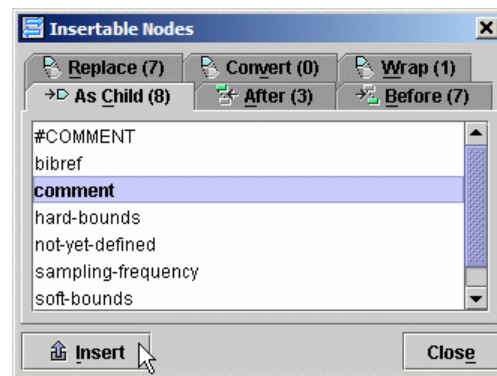 Insertable Nodes
Replace (7) Convert (0) Wrap (1)
As Child (8) After (3) Before (7)
#COMMENT
bibref
comment
hard-bounds
not-yet-defined
sampling-frequency
soft-bounds
Insert Close